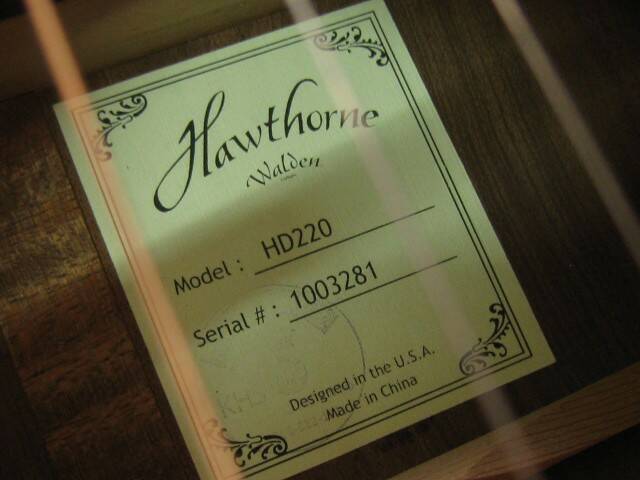 Hawthorne
Walden
Model : HD220
Serial # : 1003281
Designed in the U.S.A.
Made in China